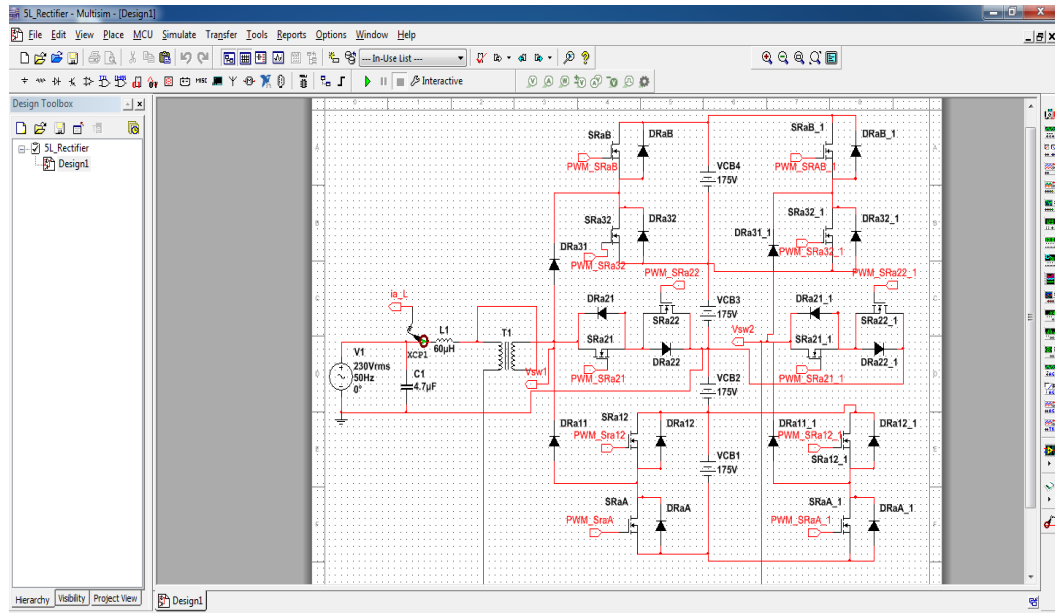 5L_Rectifier - Multisim - [Design1]
File Edit View Place MCU Simulate Transfer Tools Reports Options Window Help
--- In-Use List ---
Interactive
Design Toolbox
5L_Rectifier
Design1
Hierarchy Visibility Project View
Design1
SRaB DRaB
PWM_SRaB
VCB4
175V
SRaB_1 DRaB_1
PWM_SRAB_1
SRa32 DRa32
DRa31
PWM_SRa32
SRa32_1 DRa32_1
DRa31_1
PWM_SRa32_1
PWM_SRa22
PWM_SRa22_1
DRa21
SRa22
VCB3
175V
DRa21_1
SRa22_1
ia_L
L1
60µH
XCP1
T1
SRa21
DRa22
PWM_SRa21
Vsw1
Vsw2
SRa21_1
DRa22_1
PWM_SRa21_1
V1
230Vrms
50Hz
0°
C1
4.7µF
VCB2
175V
DRa11
SRa12
DRa12
PWM_Sra12
DRa11_1
DRa12_1
PWM_SRa12_1
SRa12_1
VCB1
175V
SRaA
DRaA
PWM_SraA
SRaA_1
DRaA_1
PWM_SRaA_1